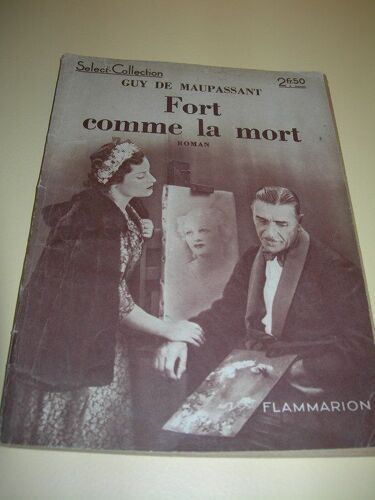 Select-Collection
2f.50
GUY DE MAUPASSANT
Fort
comme la mort
ROMAN
FLAMMARION